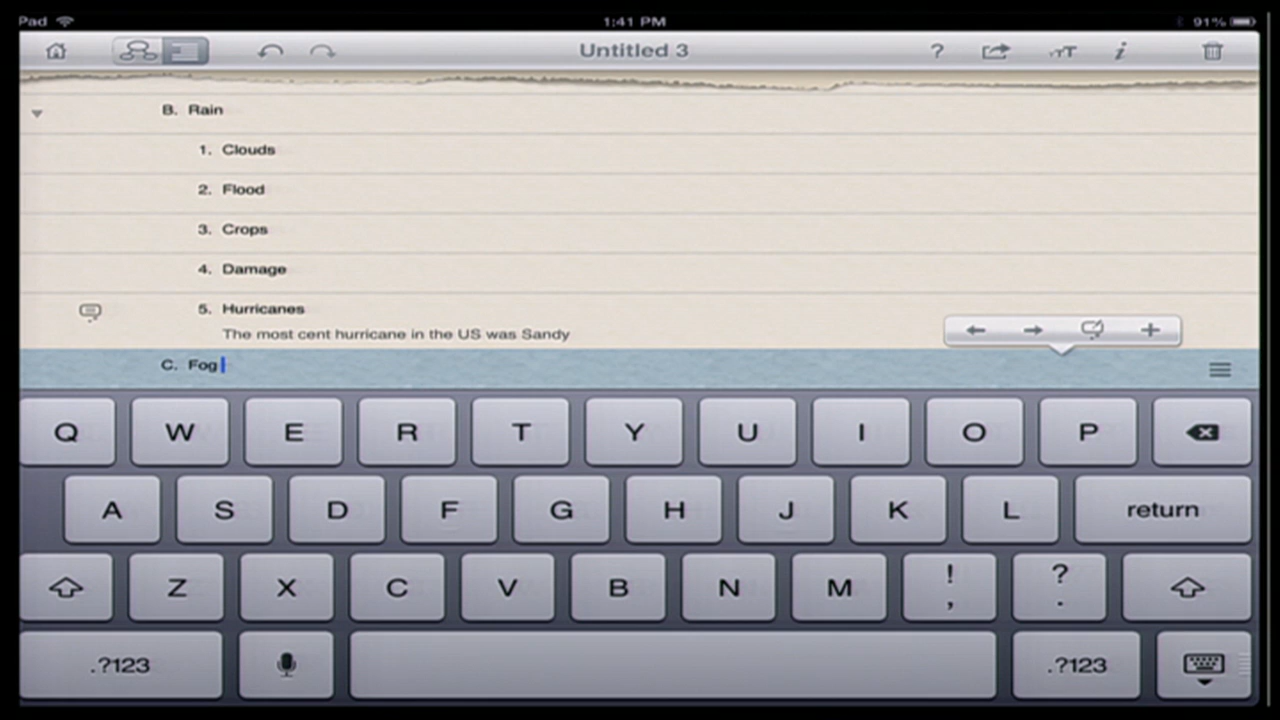 Pad 1:41 PM 91%
Untitled 3 ? TT i
B. Rain
1. Clouds
2. Flood
3. Crops
4. Damage
5. Hurricanes
The most cent hurricane in the US was Sandy
C. Fog
Q W E R T Y U I O P
A S D F G H J K L return
Z X C V B N M ! , ? .
.?123 .?123